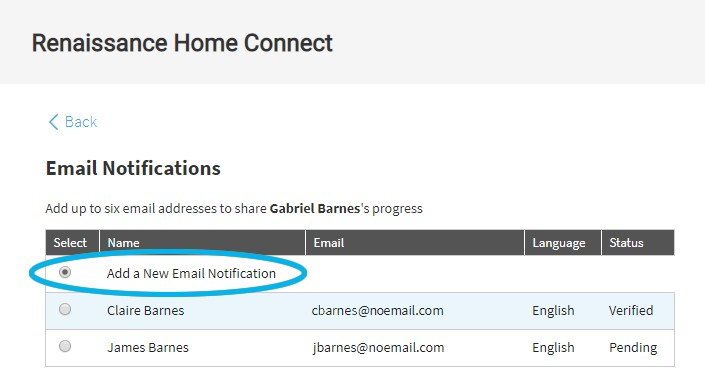 Renaissance Home Connect
Back
Email Notifications
Add up to six email addresses to share Gabriel Barnes's progress
Select Name Email Language Status
Add a New Email Notification
Claire Barnes cbarnes@noemail.com English Verified
James Barnes jbarnes@noemail.com English Pending